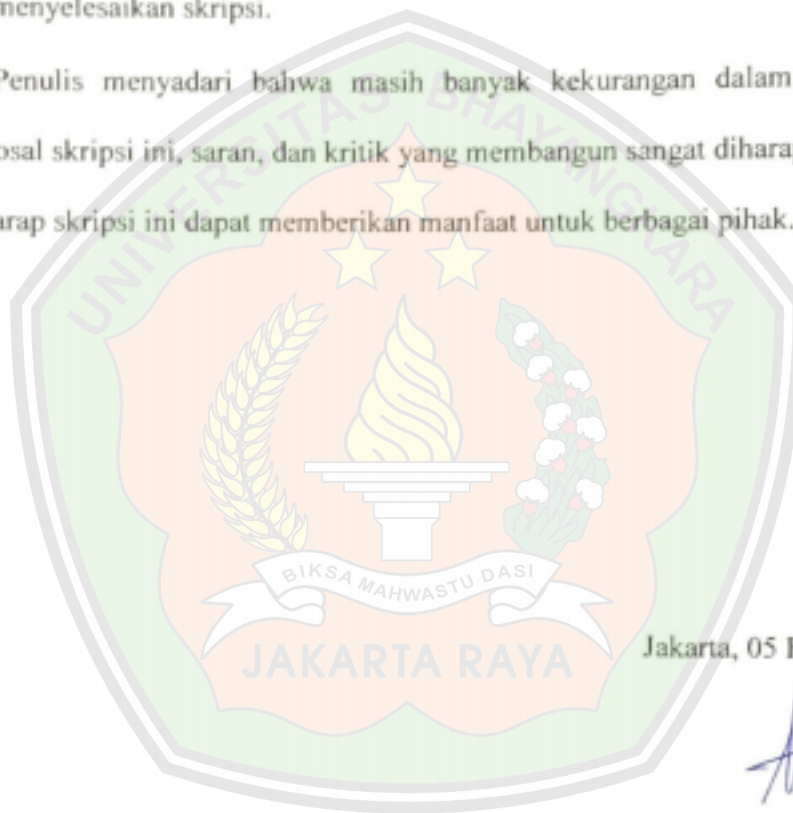 menyelesaikan skripsi.
Penulis menyadari bahwa masih banyak kekurangan dalam
osal skripsi ini, saran, dan kritik yang membangun sangat diharap
arap skripsi ini dapat memberikan manfaat untuk berbagai pihak.
UNIVERSITAS BHAYANGKARA
BIKSA MAHWASTU DASI
JAKARTA RAYA
Jakarta, 05